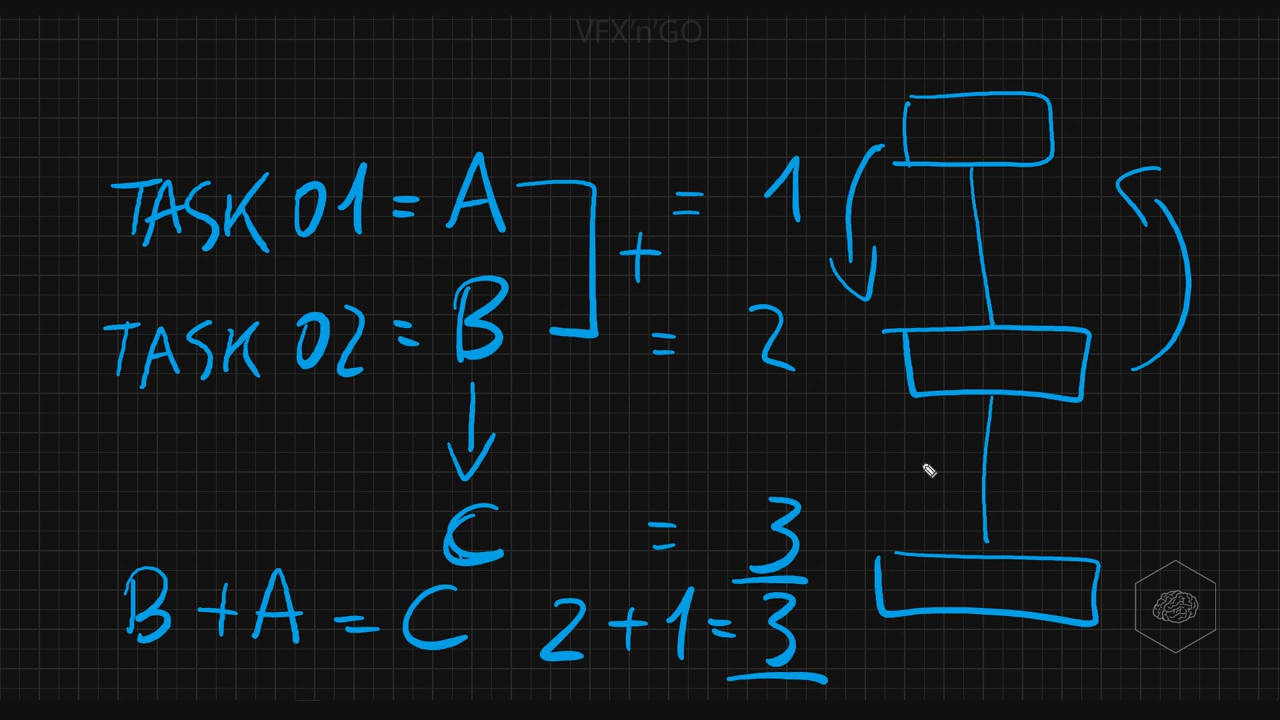 VFX'n'GO
TASK 01 = A = 1
+
TASK 02 = B = 2
C = 3
B + A = C 2 + 1 = 3